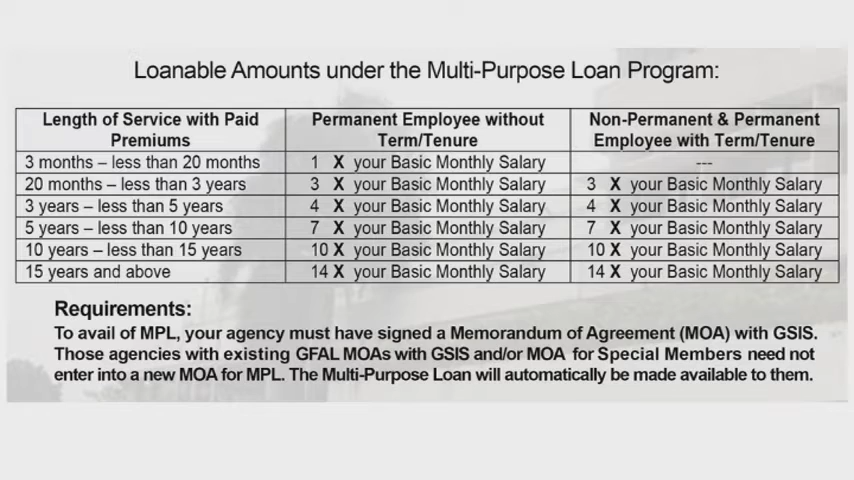 Loanable Amounts under the Multi-Purpose Loan Program:
Length of Service with Paid Premiums | Permanent Employee without Term/Tenure | Non-Permanent & Permanent Employee with Term/Tenure
3 months – less than 20 months | 1 X your Basic Monthly Salary | ---
20 months – less than 3 years | 3 X your Basic Monthly Salary | 3 X your Basic Monthly Salary
3 years – less than 5 years | 4 X your Basic Monthly Salary | 4 X your Basic Monthly Salary
5 years – less than 10 years | 7 X your Basic Monthly Salary | 7 X your Basic Monthly Salary
10 years – less than 15 years | 10 X your Basic Monthly Salary | 10 X your Basic Monthly Salary
15 years and above | 14 X your Basic Monthly Salary | 14 X your Basic Monthly Salary
Requirements:
To avail of MPL, your agency must have signed a Memorandum of Agreement (MOA) with GSIS.
Those agencies with existing GFAL MOAs with GSIS and/or MOA for Special Members need not
enter into a new MOA for MPL. The Multi-Purpose Loan will automatically be made available to them.